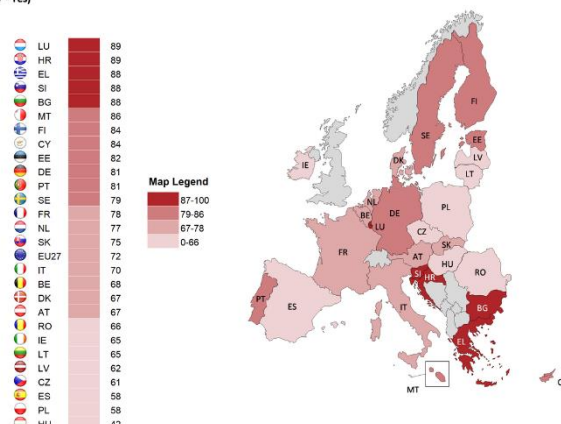 Yes)
LU 89
HR 89
EL 88
SI 88
BG 88
MT 86
FI 84
CY 84
EE 82
DE 81
PT 81
SE 79
FR 78
NL 77
SK 75
EU27 72
IT 70
BE 68
DK 67
AT 67
RO 66
IE 65
LT 65
LV 62
CZ 61
ES 58
PL 58
HU
Map Legend
87-100
79-86
67-78
0-66
FI
SE
EE
LV
LT
DK
IE
NL
BE
LU
DE
PL
CZ
SK
AT
HU
RO
FR
SI
HR
BG
IT
ES
PT
EL
MT